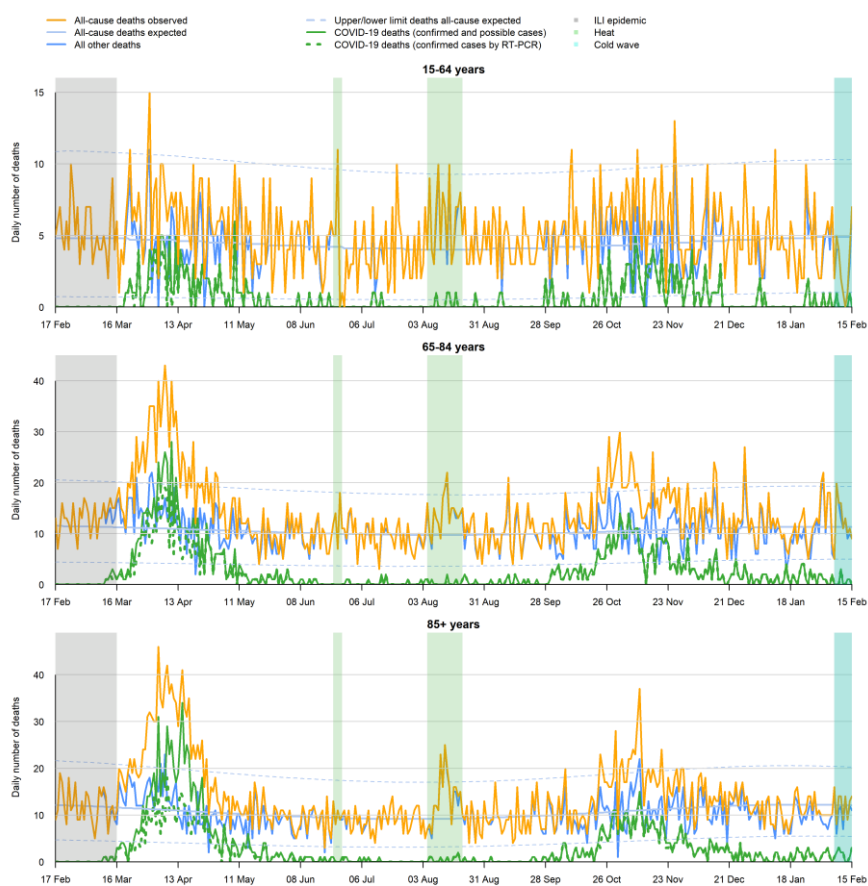 All-cause deaths observed
All-cause deaths expected
All other deaths
Upper/lower limit deaths all-cause expected
COVID-19 deaths (confirmed and possible cases)
COVID-19 deaths (confirmed cases by RT-PCR)
ILI epidemic
Heat
Cold wave
15-64 years
Daily number of deaths
15
10
5
0
17 Feb 16 Mar 13 Apr 11 May 08 Jun 06 Jul 03 Aug 31 Aug 28 Sep 26 Oct 23 Nov 21 Dec 18 Jan 15 Feb
65-84 years
Daily number of deaths
40
30
20
10
0
17 Feb 16 Mar 13 Apr 11 May 08 Jun 06 Jul 03 Aug 31 Aug 28 Sep 26 Oct 23 Nov 21 Dec 18 Jan 15 Feb
85+ years
Daily number of deaths
40
30
20
10
0
17 Feb 16 Mar 13 Apr 11 May 08 Jun 06 Jul 03 Aug 31 Aug 28 Sep 26 Oct 23 Nov 21 Dec 18 Jan 15 Feb